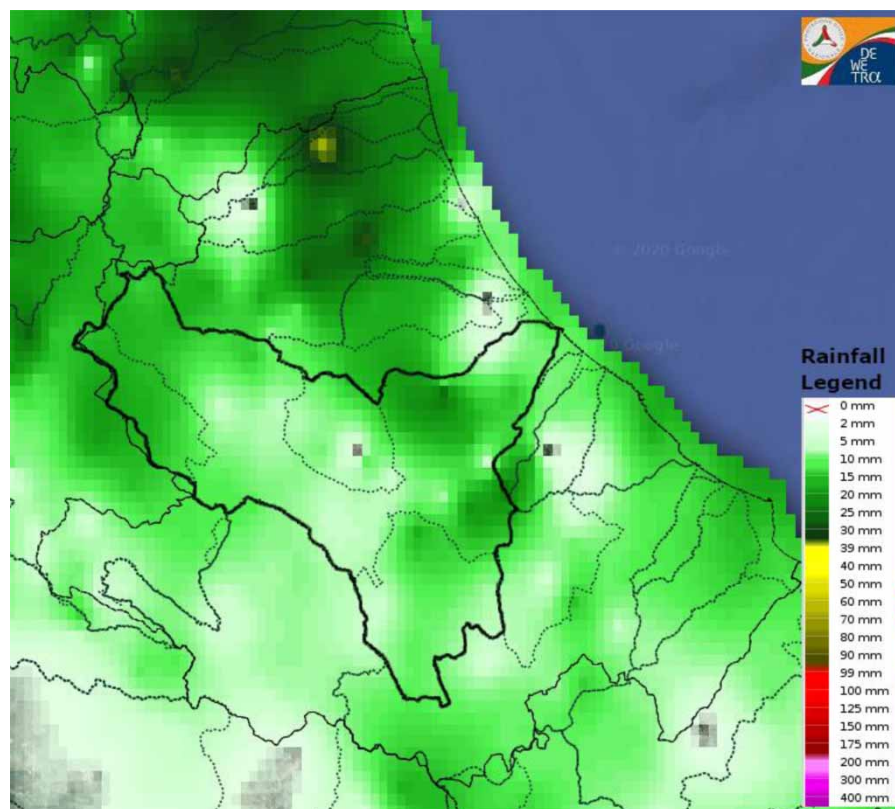 DE
WE
TRα
© 2020 Google
Google
Rainfall
Legend
0 mm
2 mm
5 mm
10 mm
15 mm
20 mm
25 mm
30 mm
39 mm
40 mm
50 mm
60 mm
70 mm
80 mm
90 mm
99 mm
100 mm
125 mm
150 mm
175 mm
200 mm
300 mm
400 mm